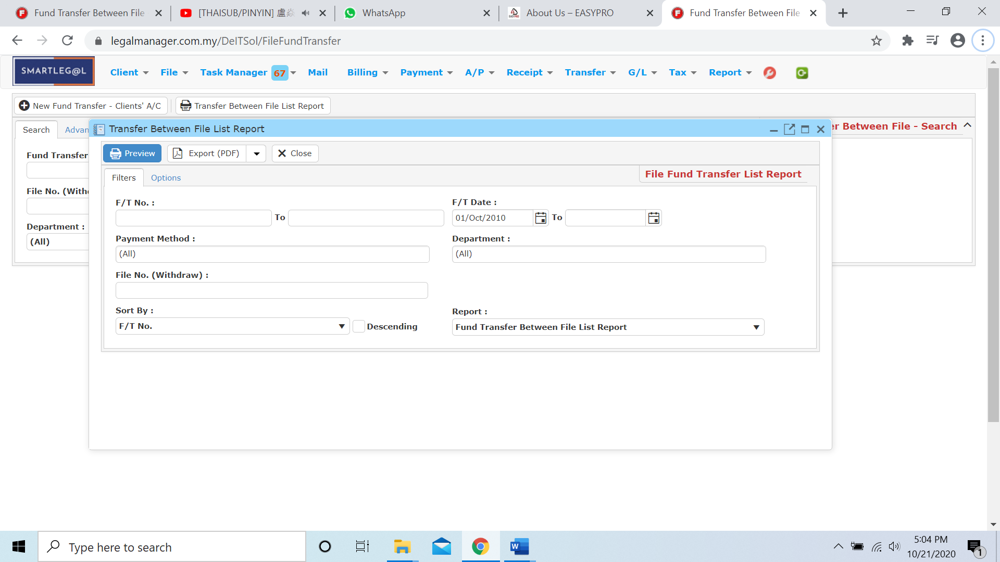 Fund Transfer Between File
[THAISUB/PINYIN] 盧焱
WhatsApp
About Us – EASYPRO
Fund Transfer Between File
legalmanager.com.my/DeITSol/FileFundTransfer
SMARTLEG@L
Client File Task Manager 67 Mail Billing Payment A/P Receipt Transfer G/L Tax Report
New Fund Transfer - Clients' A/C Transfer Between File List Report
Search Advan
er Between File - Search
Transfer Between File List Report
Preview Export (PDF) Close
Filters Options
File Fund Transfer List Report
Fund Transfer
File No. (With
Department :
(All)
F/T No. :
To
F/T Date :
01/Oct/2010 To
Payment Method :
(All)
Department :
(All)
File No. (Withdraw) :
Sort By :
F/T No.
Descending
Report :
Fund Transfer Between File List Report
Type here to search
5:04 PM
10/21/2020
1